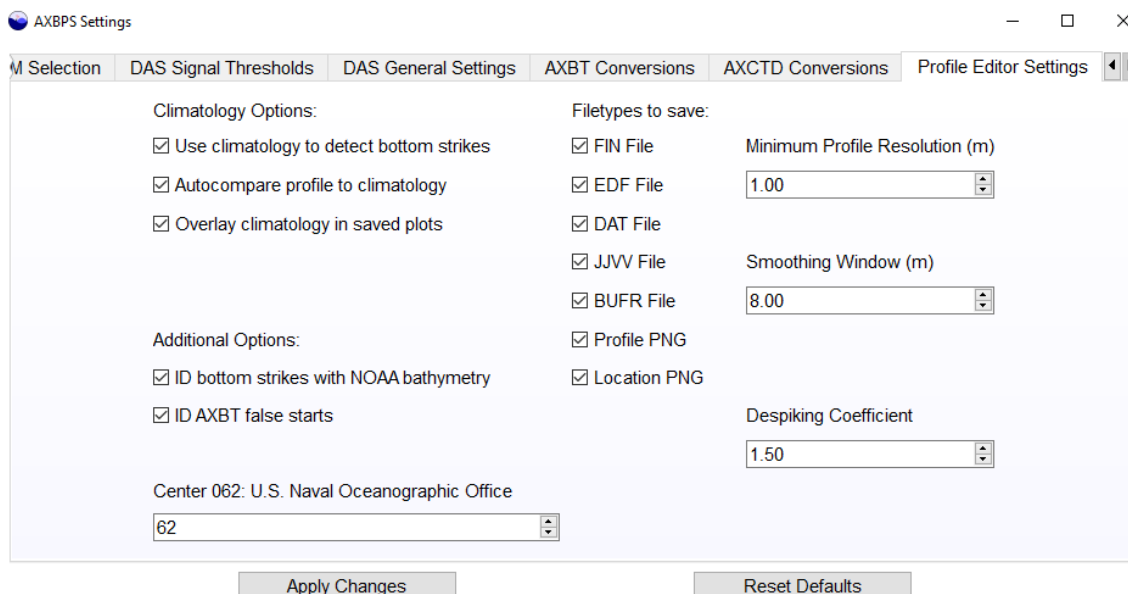 AXBPS Settings
M Selection DAS Signal Thresholds DAS General Settings AXBT Conversions AXCTD Conversions Profile Editor Settings
Climatology Options:
Use climatology to detect bottom strikes
Autocompare profile to climatology
Overlay climatology in saved plots
Additional Options:
ID bottom strikes with NOAA bathymetry
ID AXBT false starts
Center 062: U.S. Naval Oceanographic Office
62
Filetypes to save:
FIN File
EDF File
DAT File
JJVV File
BUFR File
Profile PNG
Location PNG
Minimum Profile Resolution (m)
1.00
Smoothing Window (m)
8.00
Despiking Coefficient
1.50
Apply Changes
Reset Defaults